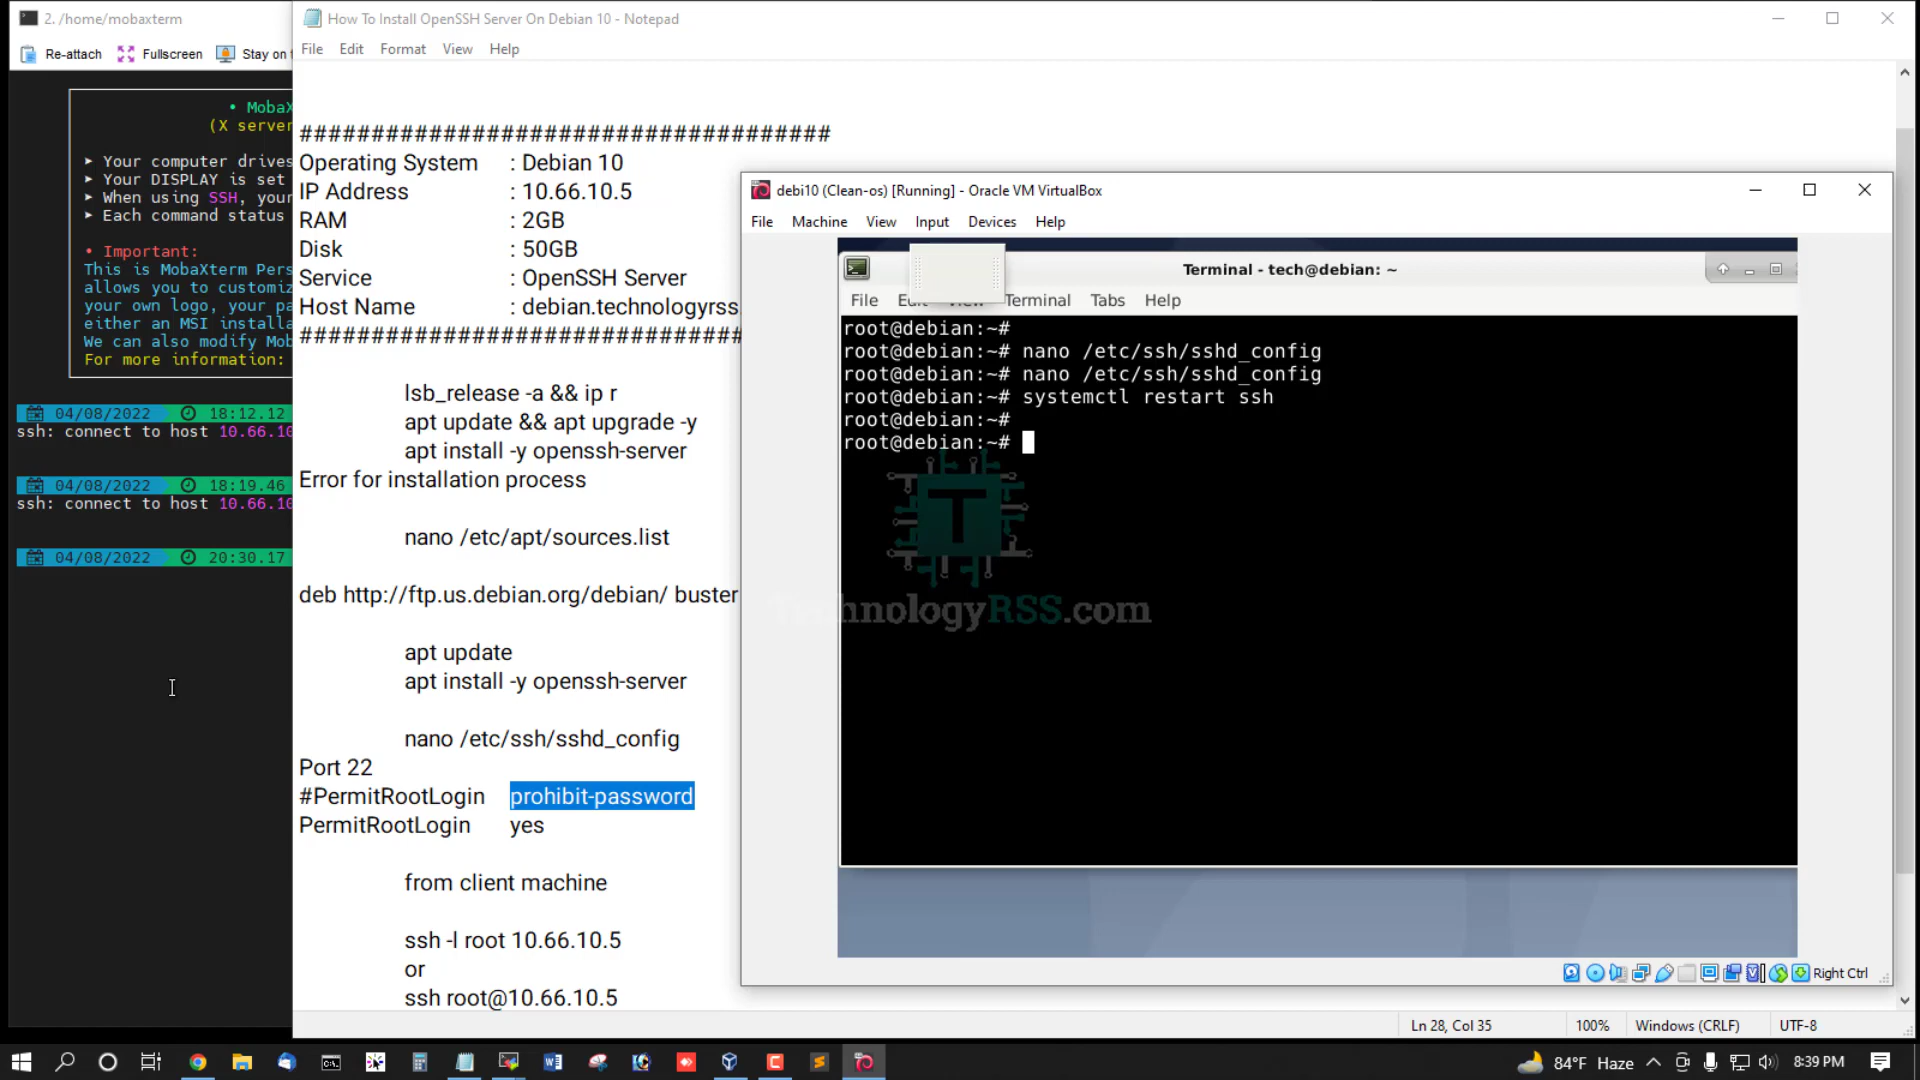 2. /home/mobaxterm
Re-attach Fullscreen Stay on
• MobaX
(X server
➤ Your computer drives
➤ Your DISPLAY is set
➤ When using SSH, your
➤ Each command status
• Important:
This is MobaXterm Pers
allows you to customiz
your own logo, your pa
either an MSI installa
We can also modify Mob
For more information:
04/08/2022 18:12.12
ssh: connect to host 10.66.10
04/08/2022 18:19.46
ssh: connect to host 10.66.10
04/08/2022 20:30.17
How To Install OpenSSH Server On Debian 10 - Notepad
File Edit Format View Help
#####################################
Operating System : Debian 10
IP Address : 10.66.10.5
RAM : 2GB
Disk : 50GB
Service : OpenSSH Server
Host Name : debian.technologyrss.
###############################
lsb_release -a && ip r
apt update && apt upgrade -y
apt install -y openssh-server
Error for installation process
nano /etc/apt/sources.list
deb http://ftp.us.debian.org/debian/ buster
apt update
apt install -y openssh-server
nano /etc/ssh/sshd_config
Port 22
#PermitRootLogin prohibit-password
PermitRootLogin yes
from client machine
ssh -l root 10.66.10.5
or
ssh root@10.66.10.5
Ln 28, Col 35 100% Windows (CRLF) UTF-8
debi10 (Clean-os) [Running] - Oracle VM VirtualBox
File Machine View Input Devices Help
Terminal - tech@debian: ~
File Edit View Terminal Tabs Help
root@debian:~#
root@debian:~# nano /etc/ssh/sshd_config
root@debian:~# nano /etc/ssh/sshd_config
root@debian:~# systemctl restart ssh
root@debian:~#
root@debian:~#
T
TechnologyRSS.com
Right Ctrl
84°F Haze 8:39 PM